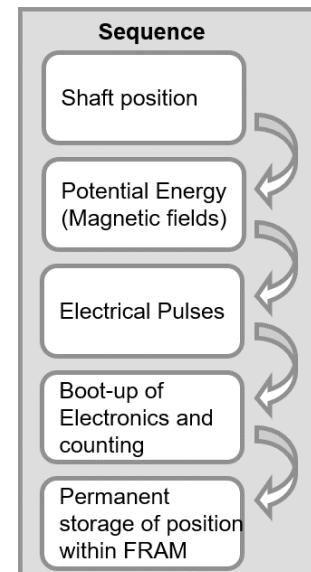 Sequence
Shaft position
Potential Energy
(Magnetic fields)
Electrical Pulses
Boot-up of
Electronics and
counting
Permanent
storage of position
within FRAM